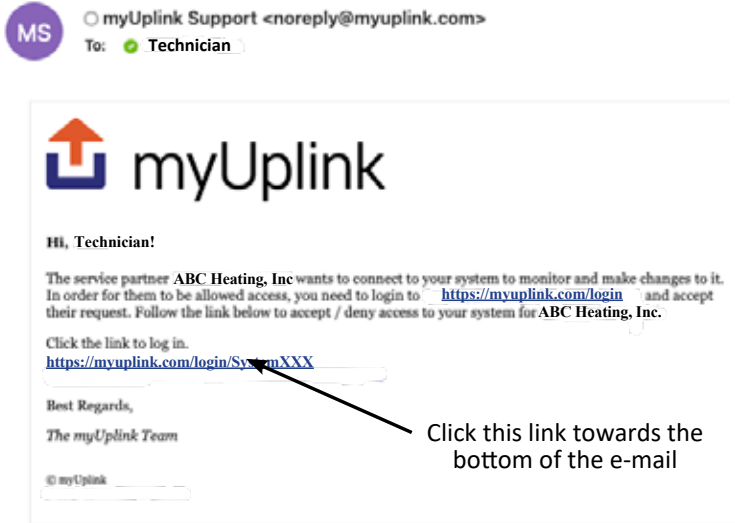 MS
myUplink Support <noreply@myuplink.com>
To: Technician
myUplink
Hi, Technician!
The service partner ABC Heating, Inc wants to connect to your system to monitor and make changes to it.
In order for them to be allowed access, you need to login to https://myuplink.com/login and accept
their request. Follow the link below to accept / deny access to your system for ABC Heating, Inc.
Click the link to log in.
https://myuplink.com/login/SystemXXX
Best Regards,
The myUplink Team
© myUplink
Click this link towards the
bottom of the e-mail